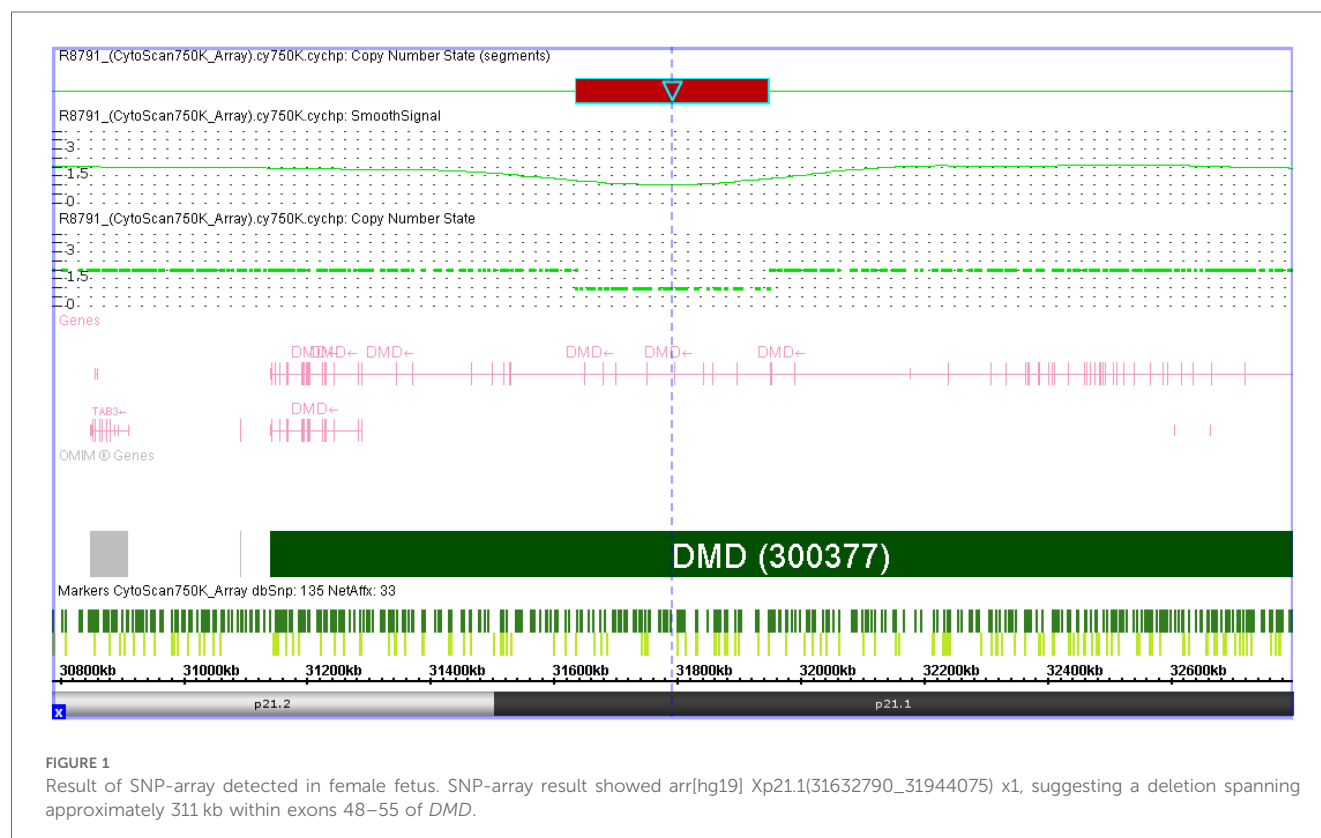 R8791_(CytoScan750K_Array).cy750K.cychp: Copy Number State (segments)
R8791_(CytoScan750K_Array).cy750K.cychp: SmoothSignal
3
1.5
0
R8791_(CytoScan750K_Array).cy750K.cychp: Copy Number State
3
1.5
0
Genes
DMD← DMD← DMD← DMD← DMD←
TAB3← DMD←
OMIM ® Genes
DMD (300377)
Markers CytoScan750K_Array dbSnp: 135 NetAffx: 33
30800kb 31000kb 31200kb 31400kb 31600kb 31800kb 32000kb 32200kb 32400kb 32600kb
p21.2 p21.1
x
FIGURE 1
Result of SNP-array detected in female fetus. SNP-array result showed arr[hg19] Xp21.1(31632790_31944075) x1, suggesting a deletion spanning
approximately 311 kb within exons 48–55 of DMD.